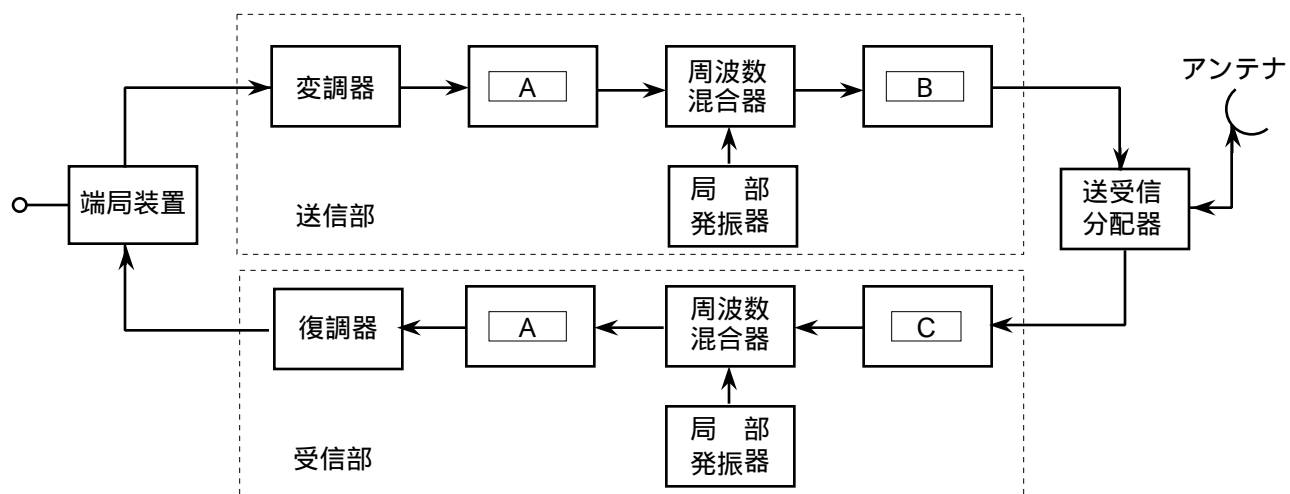 変調器
A
周波数
混合器
B
アンテナ
局 部
発振器
端局装置
送信部
送受信
分配器
復調器
A
周波数
混合器
C
局 部
発振器
受信部